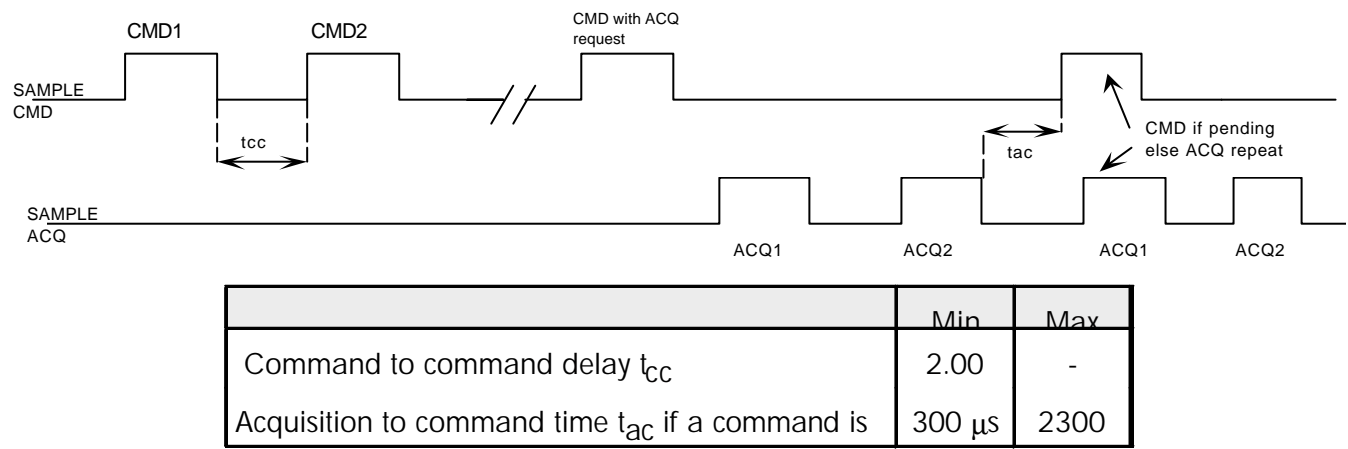 CMD1
CMD2
CMD with ACQ
request
SAMPLE
CMD
tcc
tac
CMD if pending
else ACQ repeat
SAMPLE
ACQ
ACQ1
ACQ2
ACQ1
ACQ2
Min Max
Command to command delay tcc 2.00 -
Acquisition to command time tac if a command is 300 μs 2300